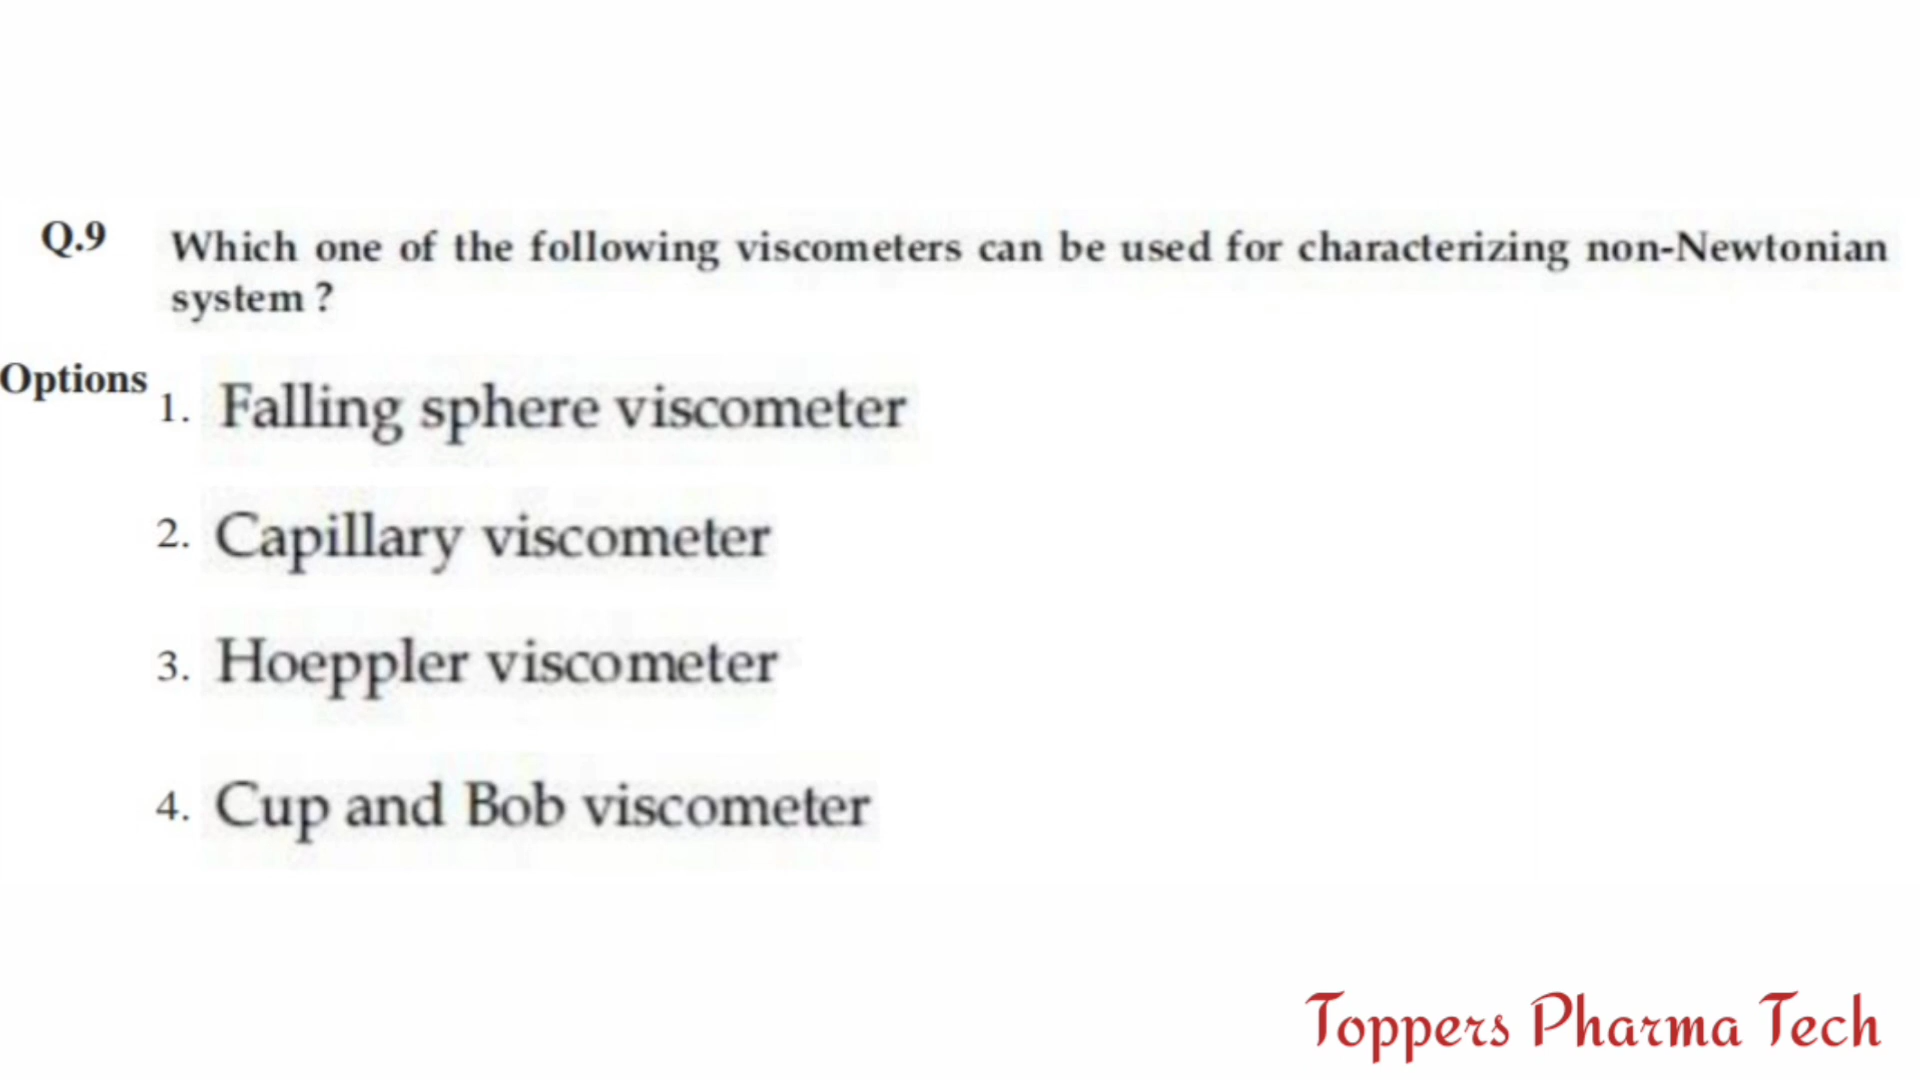 Q.9 Which one of the following viscometers can be used for characterizing non-Newtonian
system ?
Options
1. Falling sphere viscometer
2. Capillary viscometer
3. Hoeppler viscometer
4. Cup and Bob viscometer
Toppers Pharma Tech